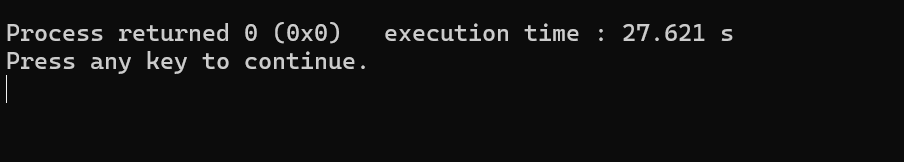 Process returned 0 (0x0)   execution time : 27.621 s
Press any key to continue.